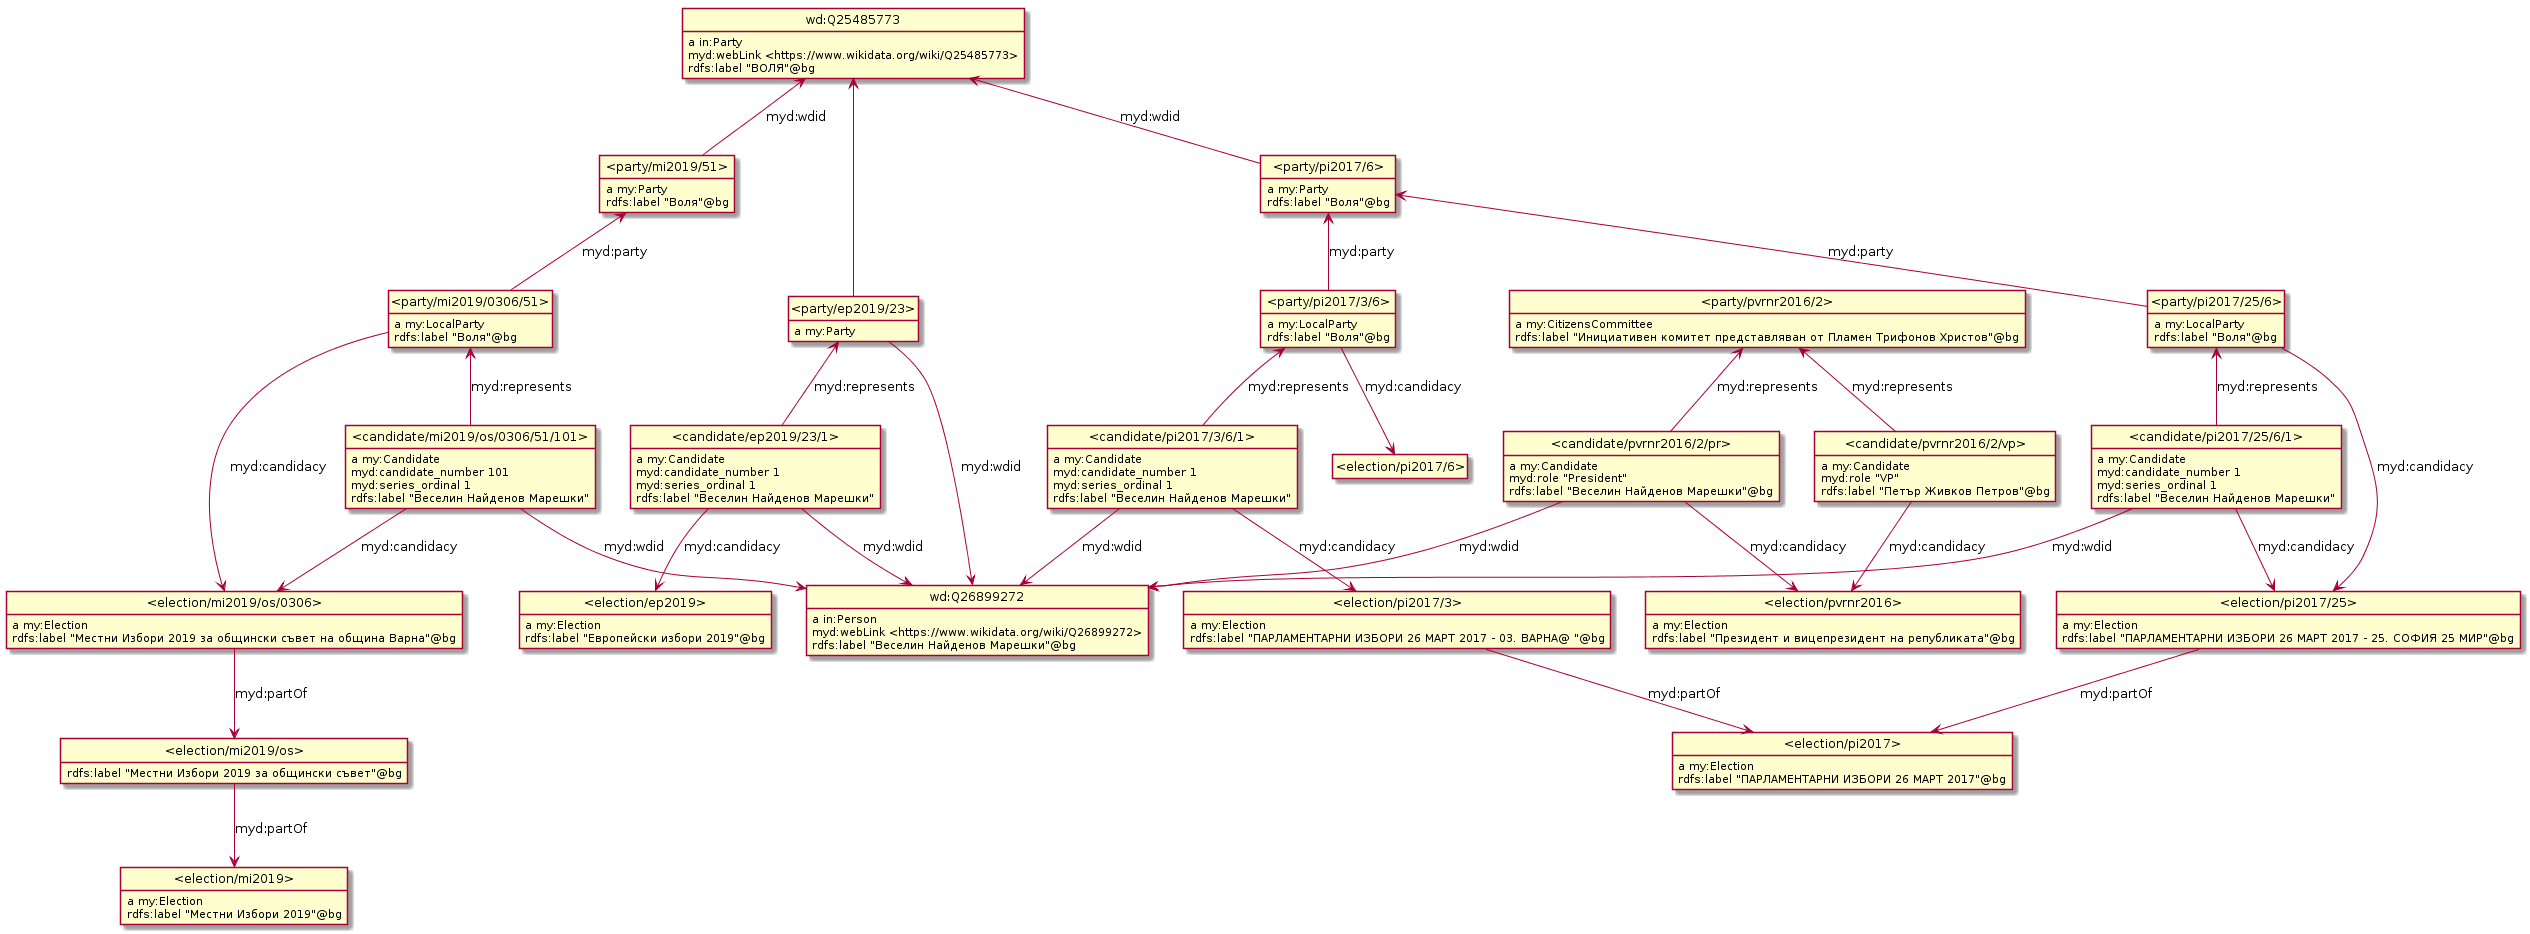 wd:Q25485773
a in:Party
myd:webLink <https://www.wikidata.org/wiki/Q25485773>
rdfs:label "ВОЛЯ"@bg
myd:wdid
myd:wdid
<party/mi2019/51>
a my:Party
rdfs:label "Воля"@bg
<party/pi2017/6>
a my:Party
rdfs:label "Воля"@bg
myd:party
myd:party
myd:party
<party/mi2019/0306/51>
a my:LocalParty
rdfs:label "Воля"@bg
<party/ep2019/23>
a my:Party
<party/pi2017/3/6>
a my:LocalParty
rdfs:label "Воля"@bg
<party/pvrnr2016/2>
a my:CitizensCommittee
rdfs:label "Инициативен комитет представляван от Пламен Трифонов Христов"@bg
<party/pi2017/25/6>
a my:LocalParty
rdfs:label "Воля"@bg
myd:represents
myd:represents
myd:represents
myd:candidacy
myd:represents
myd:represents
myd:represents
myd:candidacy
<candidate/mi2019/os/0306/51/101>
a my:Candidate
myd:candidate_number 101
myd:series_ordinal 1
rdfs:label "Веселин Найденов Марешки"
<candidate/ep2019/23/1>
a my:Candidate
myd:candidate_number 1
myd:series_ordinal 1
rdfs:label "Веселин Найденов Марешки"
myd:wdid
<candidate/pi2017/3/6/1>
a my:Candidate
myd:candidate_number 1
myd:series_ordinal 1
rdfs:label "Веселин Найденов Марешки"
<election/pi2017/6>
<candidate/pvrnr2016/2/pr>
a my:Candidate
myd:role "President"
rdfs:label "Веселин Найденов Марешки"@bg
<candidate/pvrnr2016/2/vp>
a my:Candidate
myd:role "VP"
rdfs:label "Петър Живков Петров"@bg
<candidate/pi2017/25/6/1>
a my:Candidate
myd:candidate_number 1
myd:series_ordinal 1
rdfs:label "Веселин Найденов Марешки"
myd:candidacy
myd:candidacy
myd:wdid
myd:candidacy
myd:wdid
myd:wdid
myd:candidacy
myd:wdid
myd:candidacy
myd:candidacy
myd:wdid
myd:candidacy
<election/mi2019/os/0306>
a my:Election
rdfs:label "Местни Избори 2019 за общински съвет на община Варна"@bg
<election/ep2019>
a my:Election
rdfs:label "Европейски избори 2019"@bg
wd:Q26899272
a in:Person
myd:webLink <https://www.wikidata.org/wiki/Q26899272>
rdfs:label "Веселин Найденов Марешки"@bg
<election/pi2017/3>
a my:Election
rdfs:label "ПАРЛАМЕНТАРНИ ИЗБОРИ 26 МАРТ 2017 - 03. ВАРНА@ "@bg
<election/pvrnr2016>
a my:Election
rdfs:label "Президент и вицепрезидент на републиката"@bg
<election/pi2017/25>
a my:Election
rdfs:label "ПАРЛАМЕНТАРНИ ИЗБОРИ 26 МАРТ 2017 - 25. СОФИЯ 25 МИР"@bg
myd:partOf
myd:partOf
myd:partOf
<election/mi2019/os>
rdfs:label "Местни Избори 2019 за общински съвет"@bg
<election/pi2017>
a my:Election
rdfs:label "ПАРЛАМЕНТАРНИ ИЗБОРИ 26 МАРТ 2017"@bg
myd:partOf
<election/mi2019>
a my:Election
rdfs:label "Местни Избори 2019"@bg